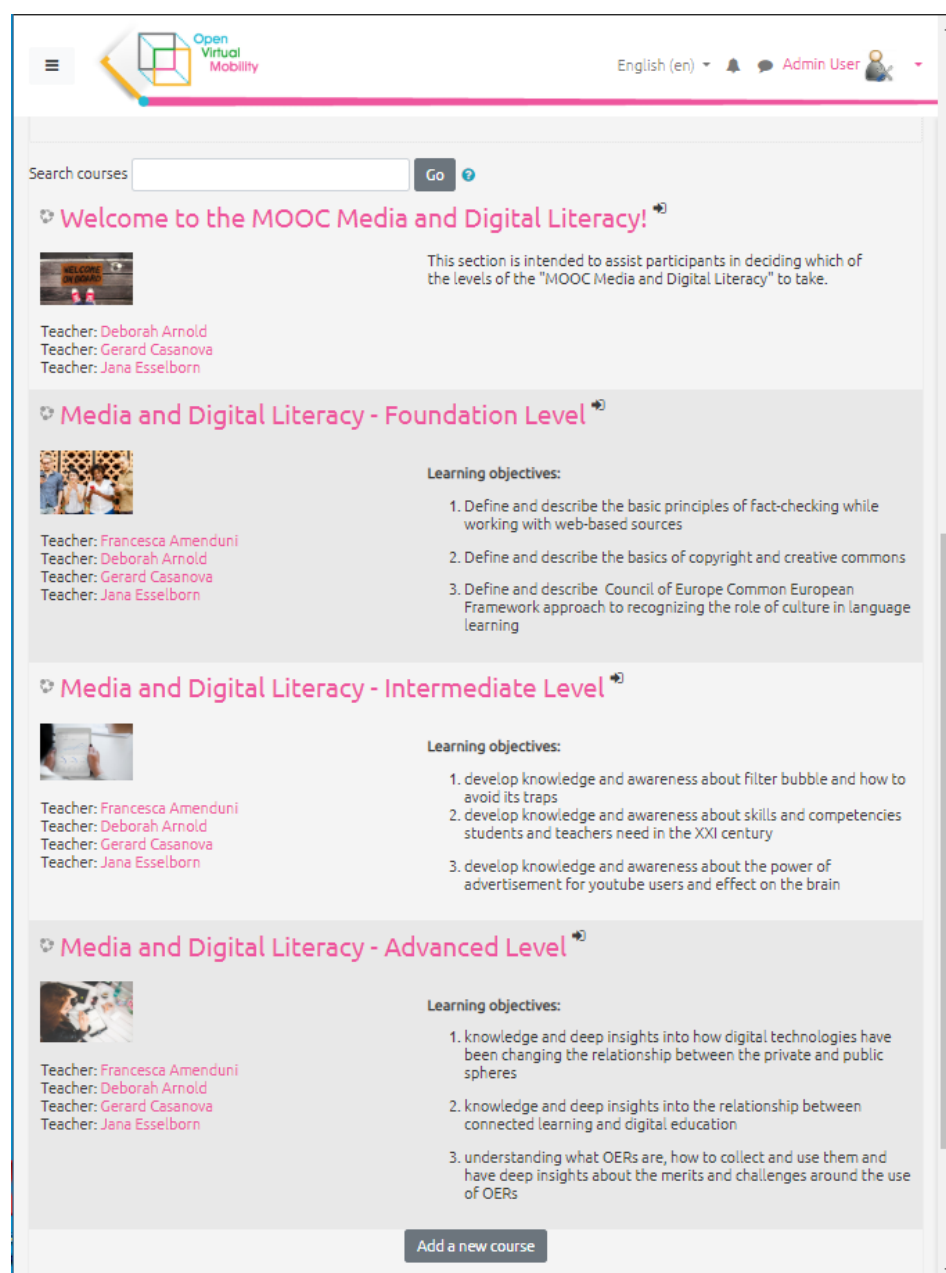 Open
Virtual
Mobility
English (en)
Admin User
Search courses
Go
Welcome to the MOOC Media and Digital Literacy!
WELCOME
ON BOARD
This section is intended to assist participants in deciding which of
the levels of the "MOOC Media and Digital Literacy" to take.
Teacher: Deborah Arnold
Teacher: Gerard Casanova
Teacher: Jana Esselborn
Media and Digital Literacy - Foundation Level
Teacher: Francesca Amenduni
Teacher: Deborah Arnold
Teacher: Gerard Casanova
Teacher: Jana Esselborn
Learning objectives:
1. Define and describe the basic principles of fact-checking while
working with web-based sources
2. Define and describe the basics of copyright and creative commons
3. Define and describe Council of Europe Common European
Framework approach to recognizing the role of culture in language
learning
Media and Digital Literacy - Intermediate Level
Teacher: Francesca Amenduni
Teacher: Deborah Arnold
Teacher: Gerard Casanova
Teacher: Jana Esselborn
Learning objectives:
1. develop knowledge and awareness about filter bubble and how to
avoid its traps
2. develop knowledge and awareness about skills and competencies
students and teachers need in the XXI century
3. develop knowledge and awareness about the power of
advertisement for youtube users and effect on the brain
Media and Digital Literacy - Advanced Level
Teacher: Francesca Amenduni
Teacher: Deborah Arnold
Teacher: Gerard Casanova
Teacher: Jana Esselborn
Learning objectives:
1. knowledge and deep insights into how digital technologies have
been changing the relationship between the private and public
spheres
2. knowledge and deep insights into the relationship between
connected learning and digital education
3. understanding what OERs are, how to collect and use them and
have deep insights about the merits and challenges around the use
of OERs
Add a new course